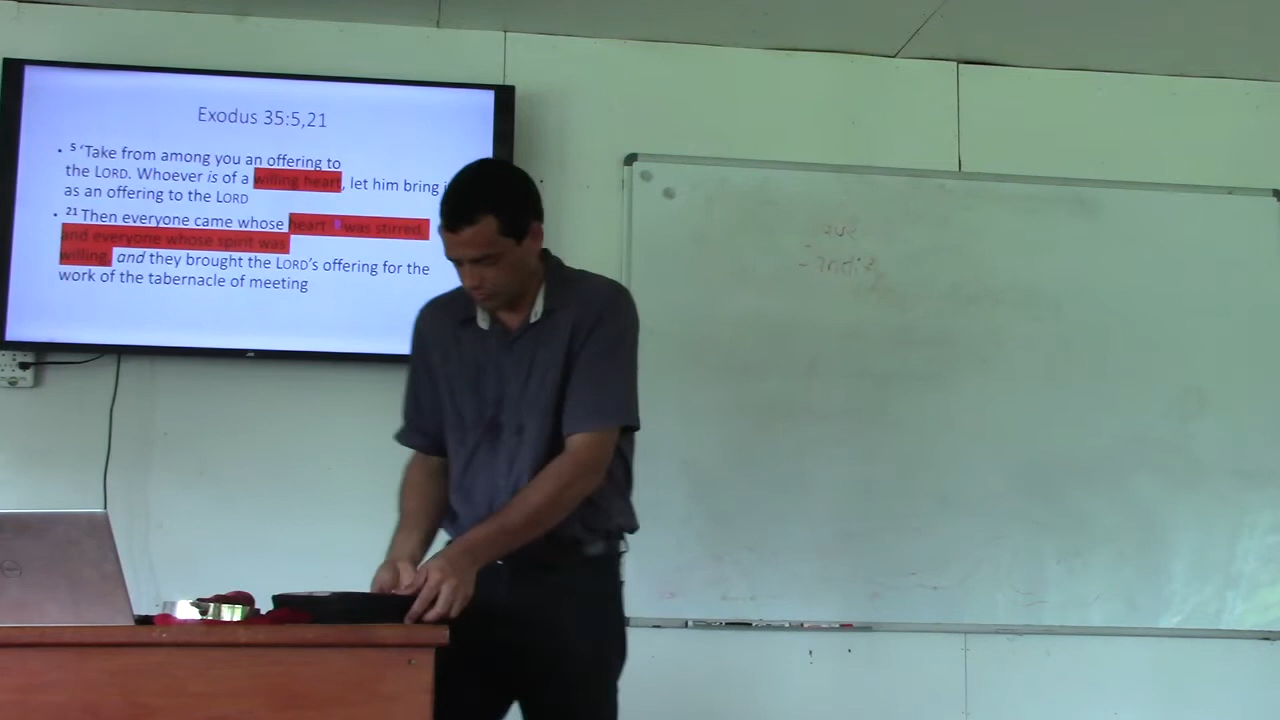 Exodus 35:5,21
• 5 ‘Take from among you an offering to
the LORD. Whoever is of a willing heart, let him bring
as an offering to the LORD
• 21 Then everyone came whose heart was stirred,
and everyone whose spirit was
willing, and they brought the LORD’s offering for the
work of the tabernacle of meeting